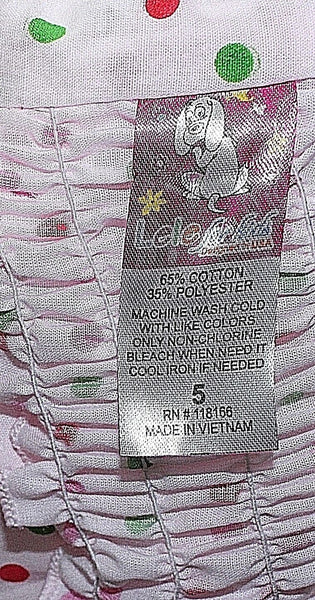 65% COTTON
35% POLYESTER
MACHINE WASH COLD
WITH LIKE COLORS
ONLY NON-CHLORINE
BLEACH WHEN NEED IT
COOL IRON IF NEEDED
5
RN # 118166
MADE IN VIETNAM